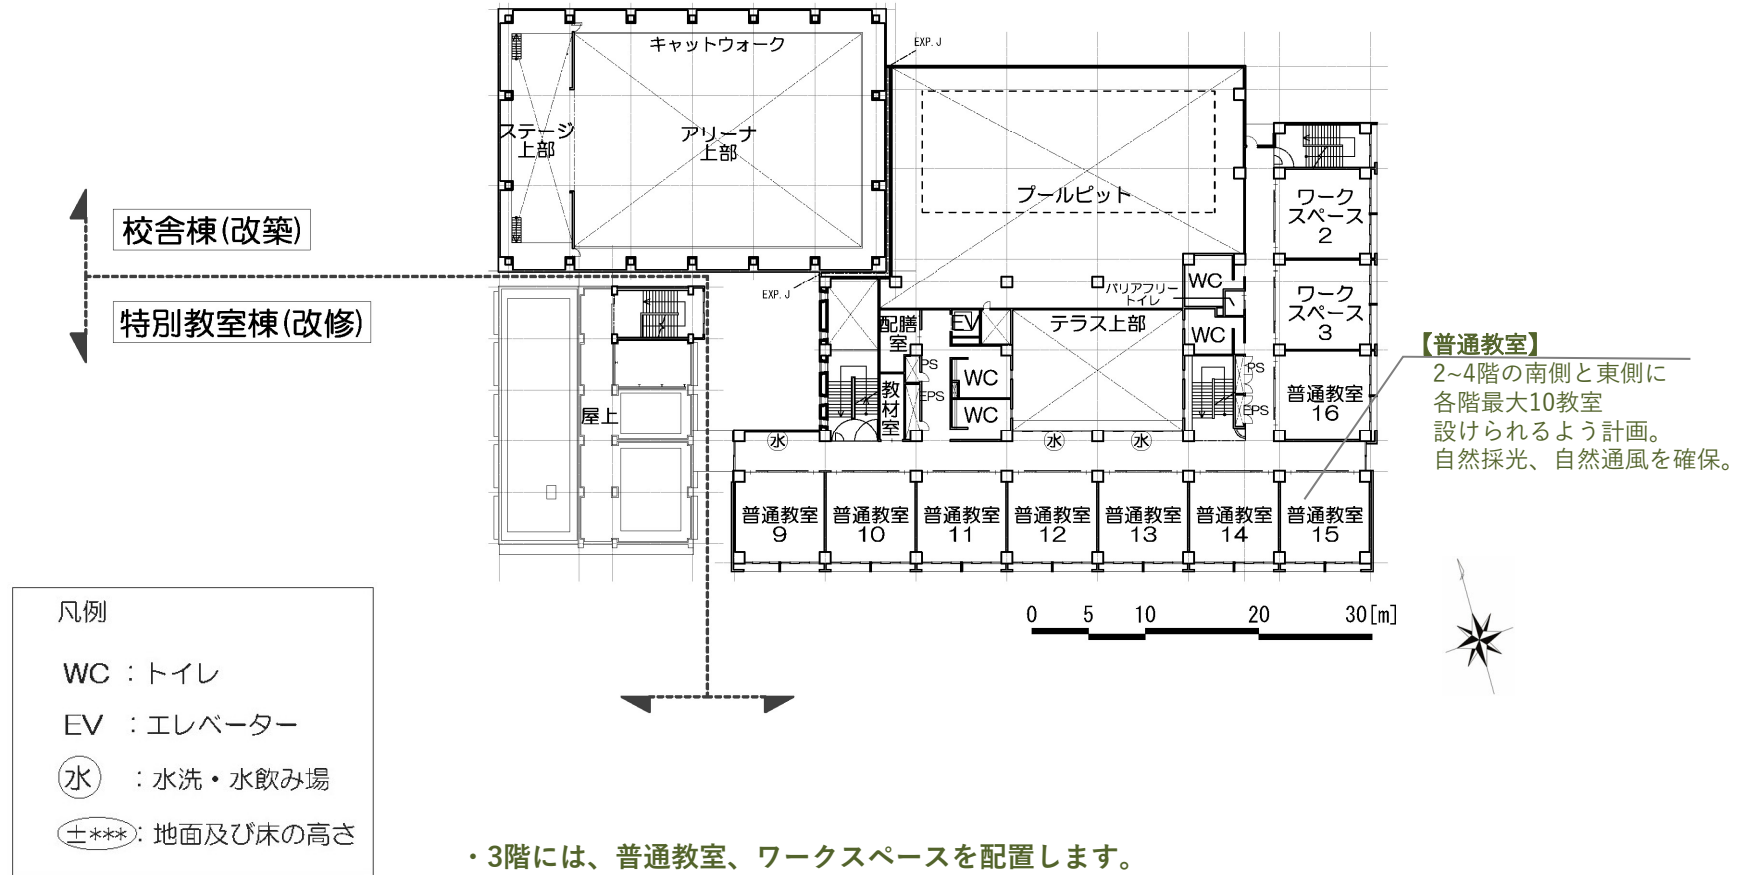 キャットウォーク
EXP.J
ステージ
上部
アリーナ
上部
プールピット
ワーク
スペース
2
校舎棟(改築)
特別教室棟(改修)
EXP.J
WC
バリアフリー
トイレ
ワーク
スペース
3
配膳
室
EV
テラス上部
WC
PS
WC
PS
教
材
室
EPS
WC
EPS
普通教室
16
屋上
水
水
水
【普通教室】
2~4階の南側と東側に
各階最大10教室
設けられるよう計画。
自然採光、自然通風を確保。
普通教室
9
普通教室
10
普通教室
11
普通教室
12
普通教室
13
普通教室
14
普通教室
15
0 5 10 20 30[m]
凡例
WC :トイレ
EV :エレベーター
水 :水洗・水飲み場
±***:地面及び床の高さ
・3階には、普通教室、ワークスペースを配置します。